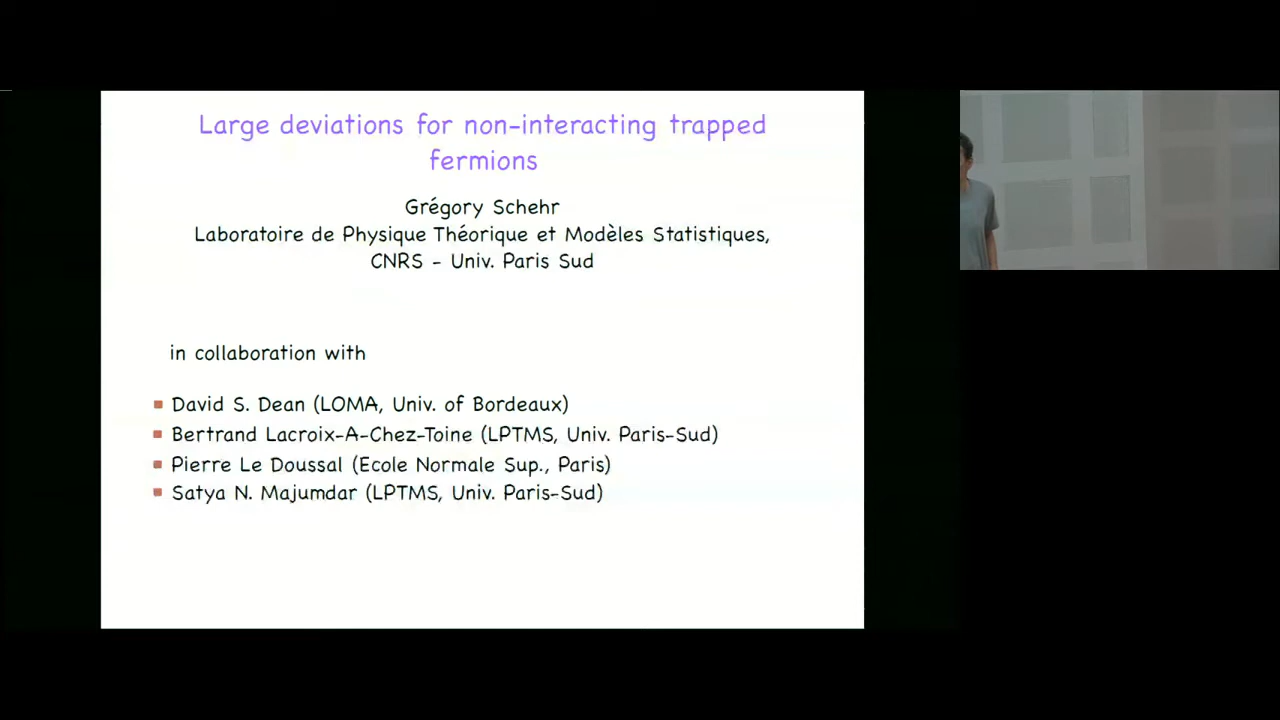 Large deviations for non-interacting trapped
fermions
Grégory Schehr
Laboratoire de Physique Théorique et Modèles Statistiques,
CNRS - Univ. Paris Sud
in collaboration with
David S. Dean (LOMA, Univ. of Bordeaux)
Bertrand Lacroix-A-Chez-Toine (LPTMS, Univ. Paris-Sud)
Pierre Le Doussal (Ecole Normale Sup., Paris)
Satya N. Majumdar (LPTMS, Univ. Paris-Sud)